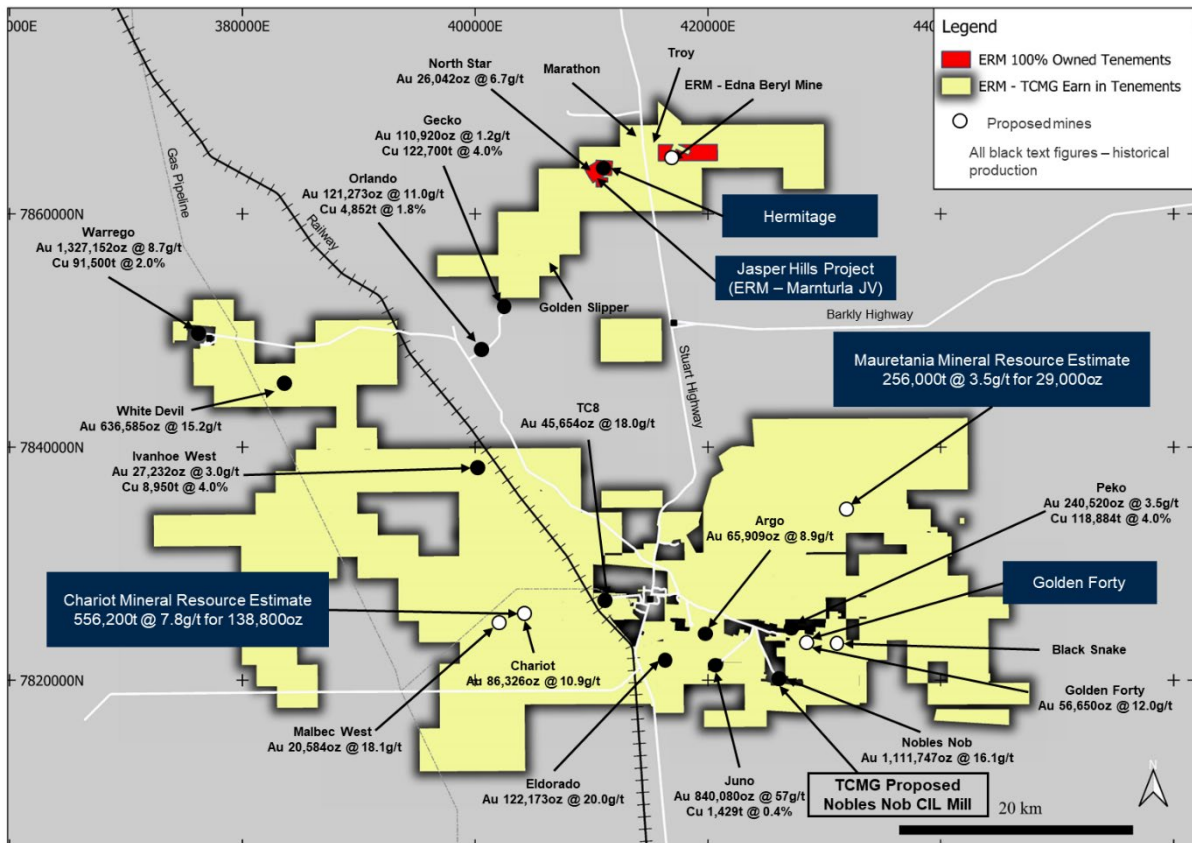 000E
380000E
400000E
420000E
440
Legend
ERM 100% Owned Tenements
ERM - TCMG Earn in Tenements
Proposed mines
All black text figures – historical
production
North Star
Au 26,042oz @ 6.7g/t
Marathon
Troy
ERM - Edna Beryl Mine
Gecko
Au 110,920oz @ 1.2g/t
Cu 122,700t @ 4.0%
Orlando
Au 121,273oz @ 11.0g/t
Cu 4,852t @ 1.8%
Gas Pipeline
Railway
7860000N
Hermitage
Warrego
Au 1,327,152oz @ 8.7g/t
Cu 91,500t @ 2.0%
Jasper Hills Project
(ERM – Marnturla JV)
Golden Slipper
Barkly Highway
Stuart Highway
Mauretania Mineral Resource Estimate
256,000t @ 3.5g/t for 29,000oz
White Devil
Au 636,585oz @ 15.2g/t
TC8
Au 45,654oz @ 18.0g/t
7840000N
Ivanhoe West
Au 27,232oz @ 3.0g/t
Cu 8,950t @ 4.0%
Peko
Au 240,520oz @ 3.5g/t
Cu 118,884t @ 4.0%
Argo
Au 65,909oz @ 8.9g/t
Chariot Mineral Resource Estimate
556,200t @ 7.8g/t for 138,800oz
Golden Forty
Black Snake
Chariot
Au 86,326oz @ 10.9g/t
7820000N
Golden Forty
Au 56,650oz @ 12.0g/t
Malbec West
Au 20,584oz @ 18.1g/t
Nobles Nob
Au 1,111,747oz @ 16.1g/t
Eldorado
Au 122,173oz @ 20.0g/t
Juno
Au 840,080oz @ 57g/t
Cu 1,429t @ 0.4%
TCMG Proposed
Nobles Nob CIL Mill
N
20 km